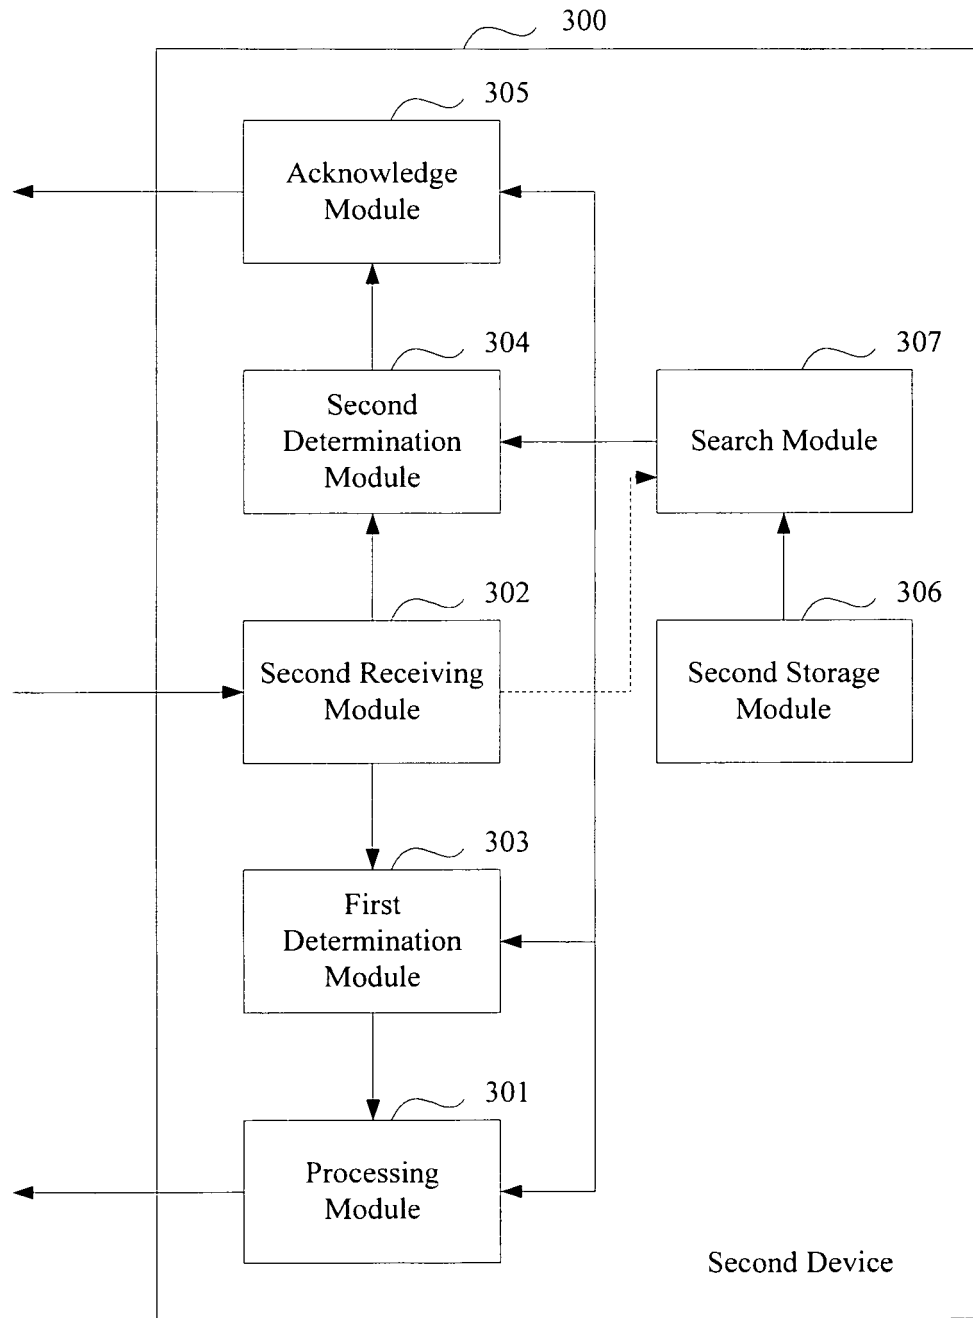 300
305
Acknowledge
Module
304
Second
Determination
Module
307
Search Module
302
Second Receiving
Module
306
Second Storage
Module
303
First
Determination
Module
301
Processing
Module
Second Device